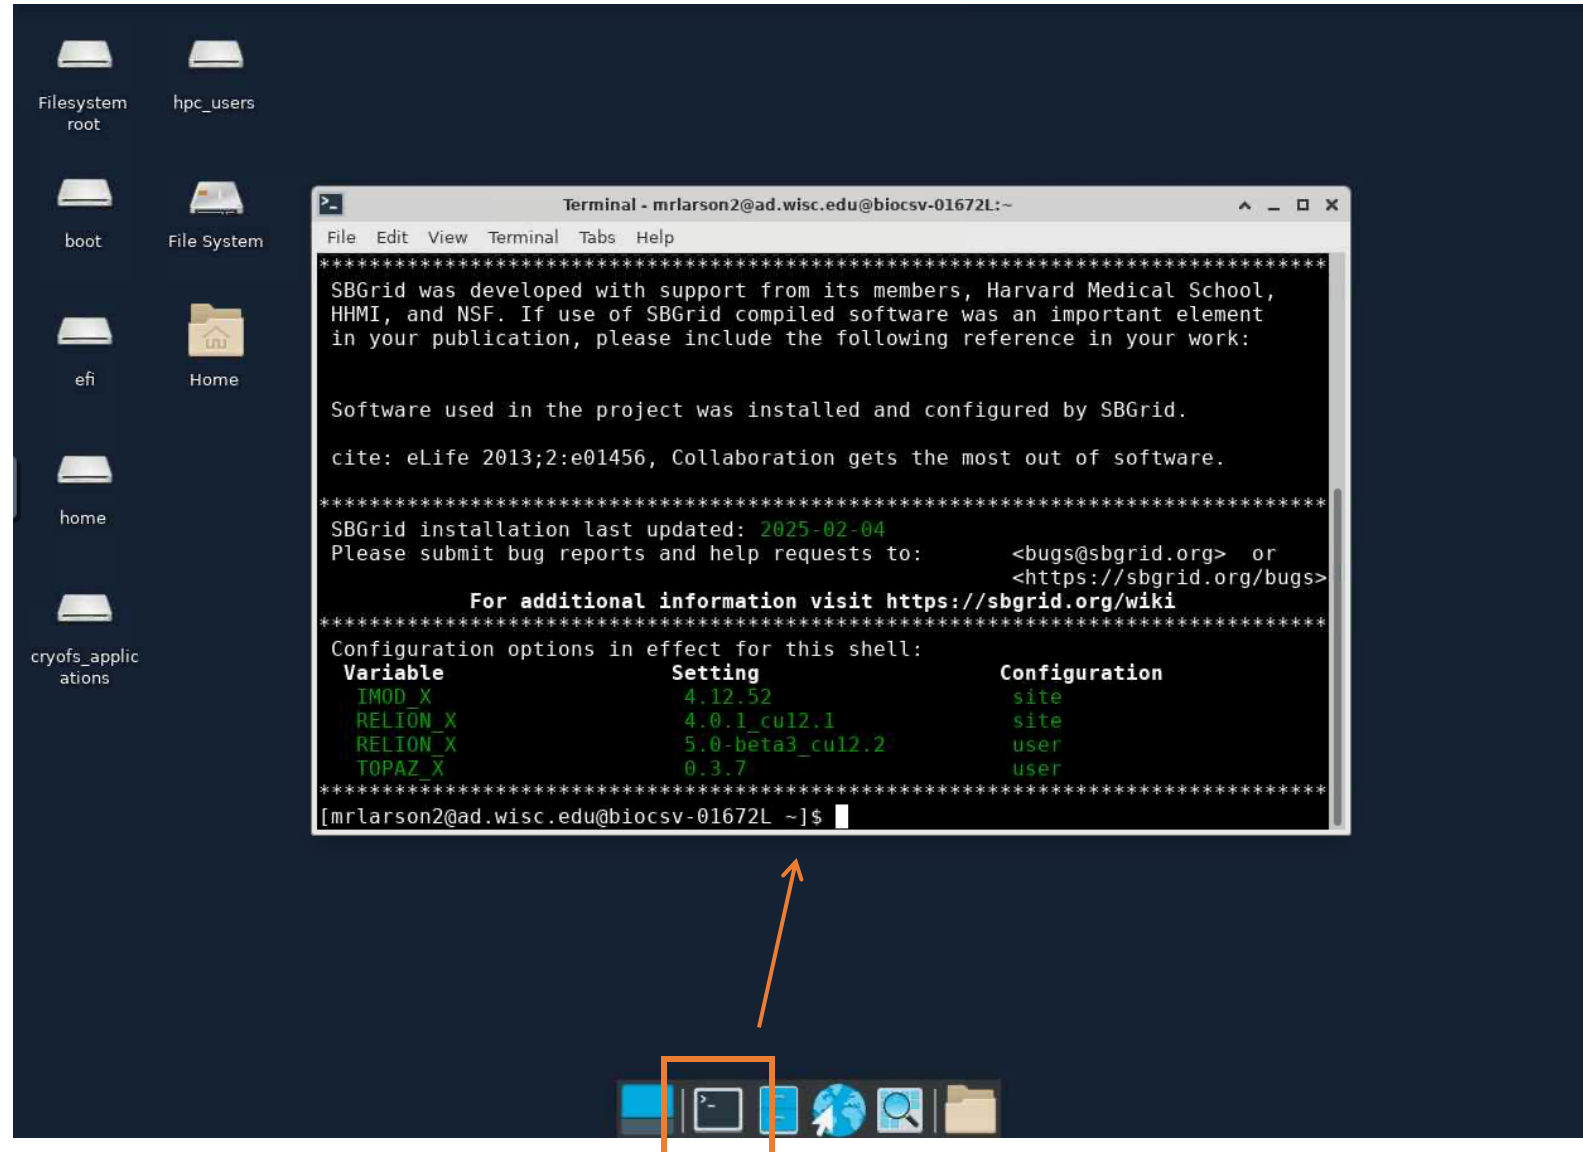 Filesystem
root
hpc_users
boot
File System
efi
Home
home
cryofs_applic
ations
Terminal - mrlarson2@ad.wisc.edu@biocsv-01672L:~
File Edit View Terminal Tabs Help
********************************************************************************
SBGrid was developed with support from its members, Harvard Medical School,
HHMI, and NSF. If use of SBGrid compiled software was an important element
in your publication, please include the following reference in your work:
Software used in the project was installed and configured by SBGrid.
cite: eLife 2013;2:e01456, Collaboration gets the most out of software.
********************************************************************************
SBGrid installation last updated: 2025-02-04
Please submit bug reports and help requests to: <bugs@sbgrid.org> or
<https://sbgrid.org/bugs>
For additional information visit https://sbgrid.org/wiki
********************************************************************************
Configuration options in effect for this shell:
Variable Setting Configuration
IMOD_X 4.12.52 site
RELION_X 4.0.1_cu12.1 site
RELION_X 5.0-beta3_cu12.2 user
TOPAZ_X 0.3.7 user
********************************************************************************
[mrlarson2@ad.wisc.edu@biocsv-01672L ~]$